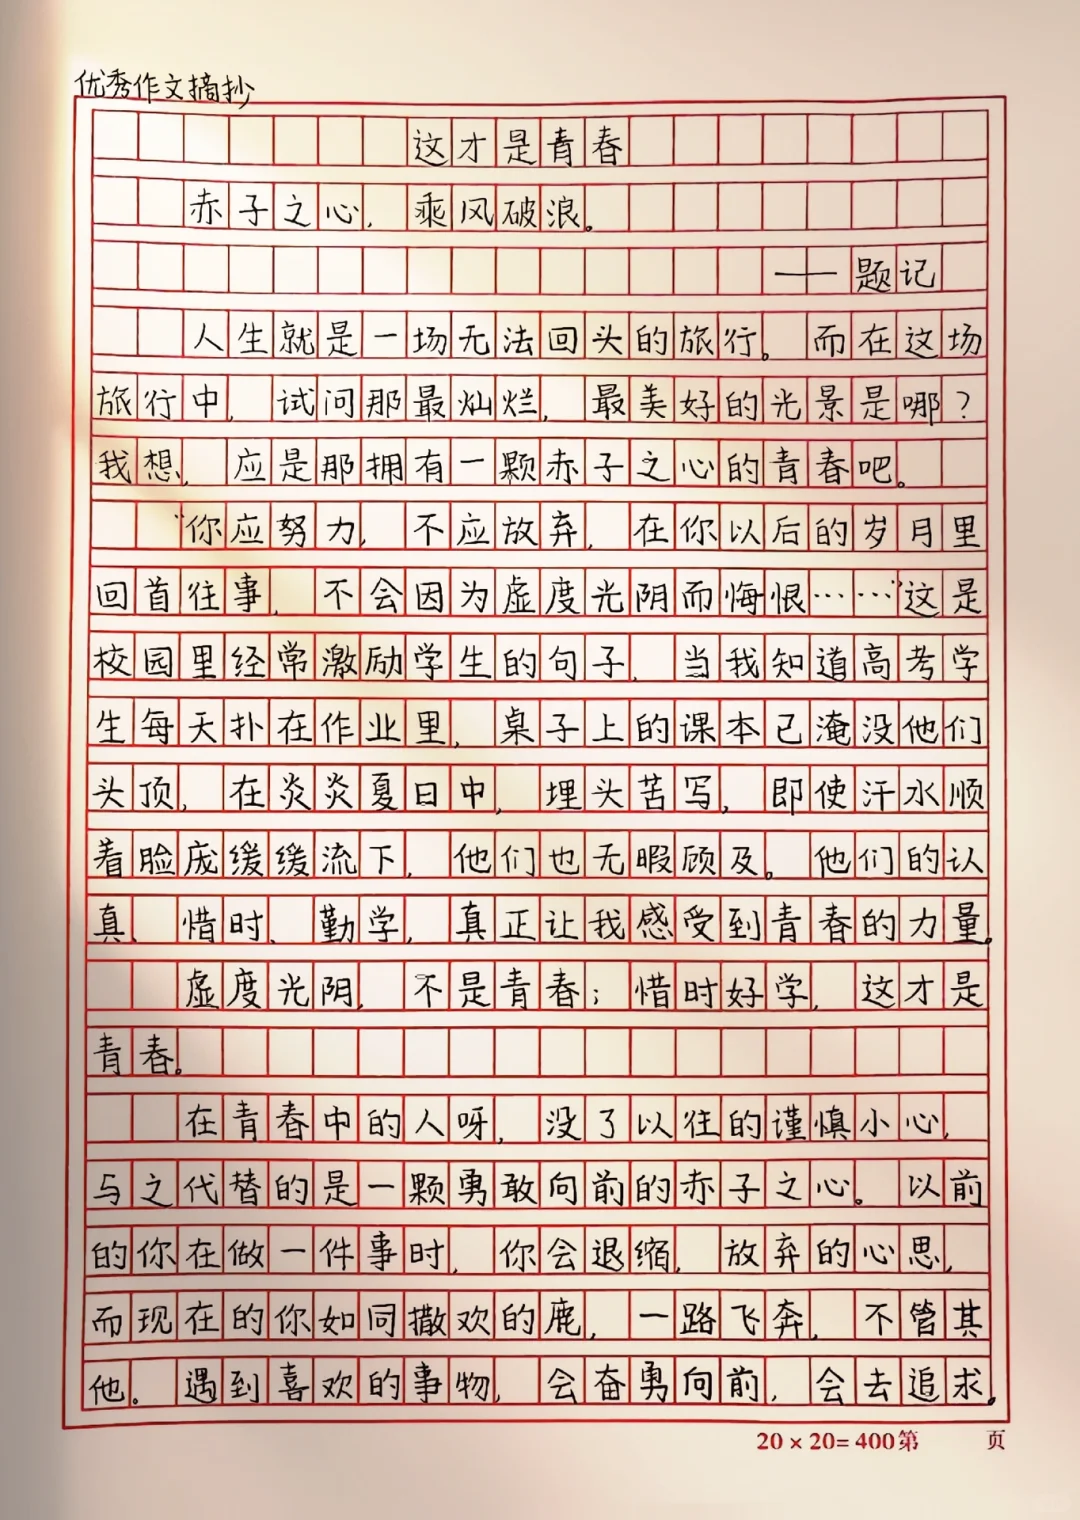 优秀作文摘抄
这才是青春
赤子之心，乘风破浪。
——题记
人生就是一场无法回头的旅行。而在这场
旅行中，试问那最灿烂，最美好的光景是哪？
我想，应是那拥有一颗赤子之心的青春吧。
“你应努力，不应放弃，在你以后的岁月里
回首往事，不会因为虚度光阴而悔恨……”这是
校园里经常激励学生的句子，当我知道高考学
生每天扑在作业里，桌子上的课本已淹没他们
头顶，在炎炎夏日中，埋头苦写，即使汗水顺
着脸庞缓缓流下，他们也无暇顾及。他们的认
真、惜时、勤学，真正让我感受到青春的力量。
虚度光阴，不是青春；惜时好学，这才是
青春。
在青春中的人呀，没了以往的谨慎小心，
与之代替的是一颗勇敢向前的赤子之心。以前
的你在做一件事时，你会退缩，放弃的心思，
而现在的你如同撒欢的鹿，一路飞奔，不管其
他。遇到喜欢的事物，会奋勇向前，会去追求。
20×20=400第 页